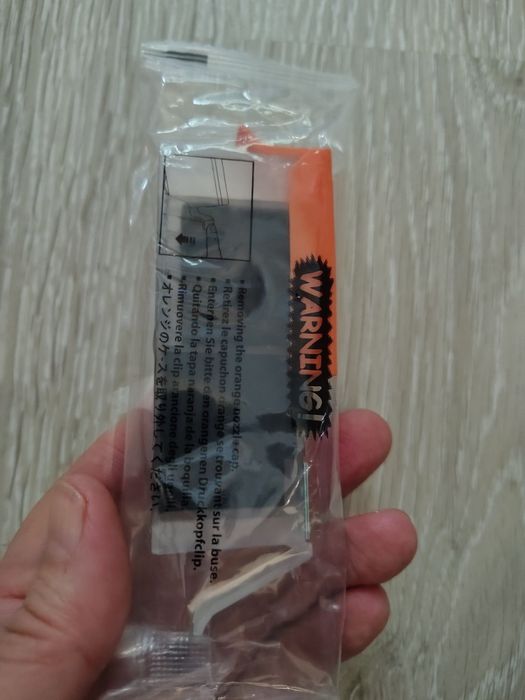 WARNING!
• Removing the orange nozzle cap.
• Retirez le capuchon orange se trouvant sur la buse.
• Entfernen Sie bitte den orangenen Druckkopfclip.
• Quitando la tapa naranja de la boquilla
• Rimuovere la clip arancione degli ugelli
• オレンジのケースを取り外してください